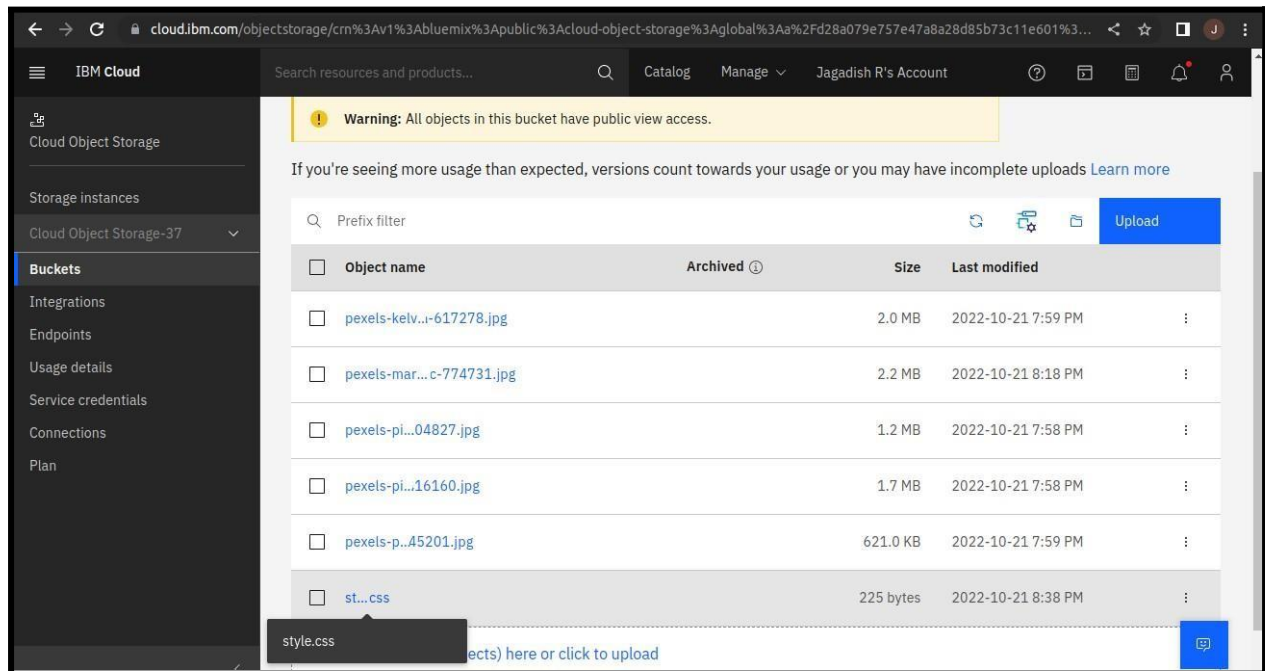 cloud.ibm.com/objectstorage/crn%3Av1%3Abluemix%3Apublic%3Acloud-object-storage%3Aglobal%3Aa%2Fd28a079e757e47a8a28d85b73c11e601%3... J
IBM Cloud Search resources and products... Catalog Manage Jagadish R's Account
Cloud Object Storage
Storage instances
Cloud Object Storage-37
Buckets
Integrations
Endpoints
Usage details
Service credentials
Connections
Plan
Warning: All objects in this bucket have public view access.
If you're seeing more usage than expected, versions count towards your usage or you may have incomplete uploads Learn more
Prefix filter Upload
Object name Archived Size Last modified
pexels-kelv...-617278.jpg 2.0 MB 2022-10-21 7:59 PM
pexels-mar...c-774731.jpg 2.2 MB 2022-10-21 8:18 PM
pexels-pi...04827.jpg 1.2 MB 2022-10-21 7:58 PM
pexels-pi...16160.jpg 1.7 MB 2022-10-21 7:58 PM
pexels-p..45201.jpg 621.0 KB 2022-10-21 7:59 PM
st...css 225 bytes 2022-10-21 8:38 PM
style.css
ects) here or click to upload